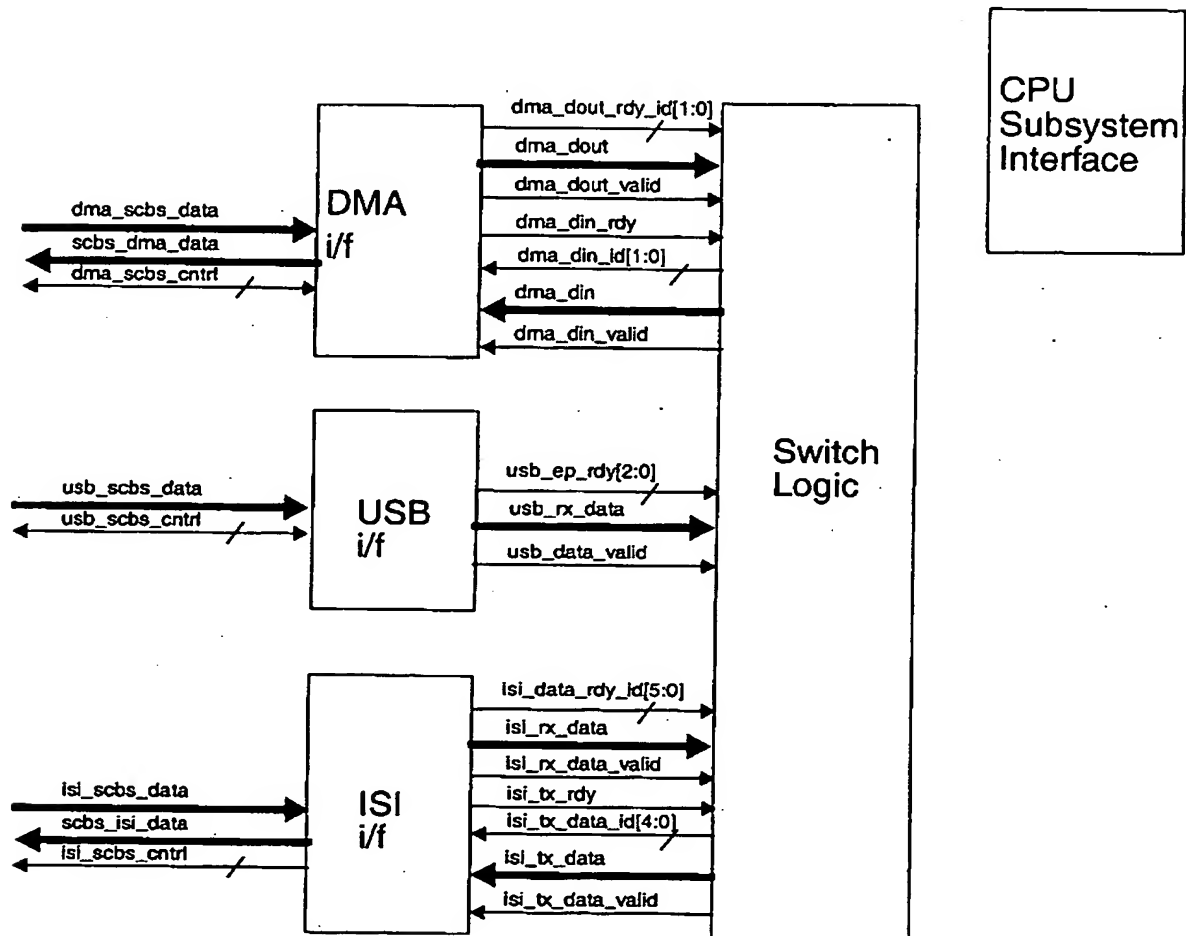 CPU
Subsystem
Interface
dma_dout_rdy_id[1:0]
dma_dout
dma_dout_valid
dma_din_rdy
dma_din_id[1:0]
dma_din
dma_din_valid
DMA
i/f
dma_scbs_data
scbs_dma_data
dma_scbs_cntrl
Switch
Logic
usb_ep_rdy[2:0]
usb_rx_data
usb_data_valid
USB
i/f
usb_scbs_data
usb_scbs_cntrl
isi_data_rdy_id[5:0]
isi_rx_data
isi_rx_data_valid
isi_tx_rdy
isi_tx_data_id[4:0]
isi_tx_data
isi_tx_data_valid
ISI
i/f
isi_scbs_data
scbs_isi_data
isi_scbs_cntrl